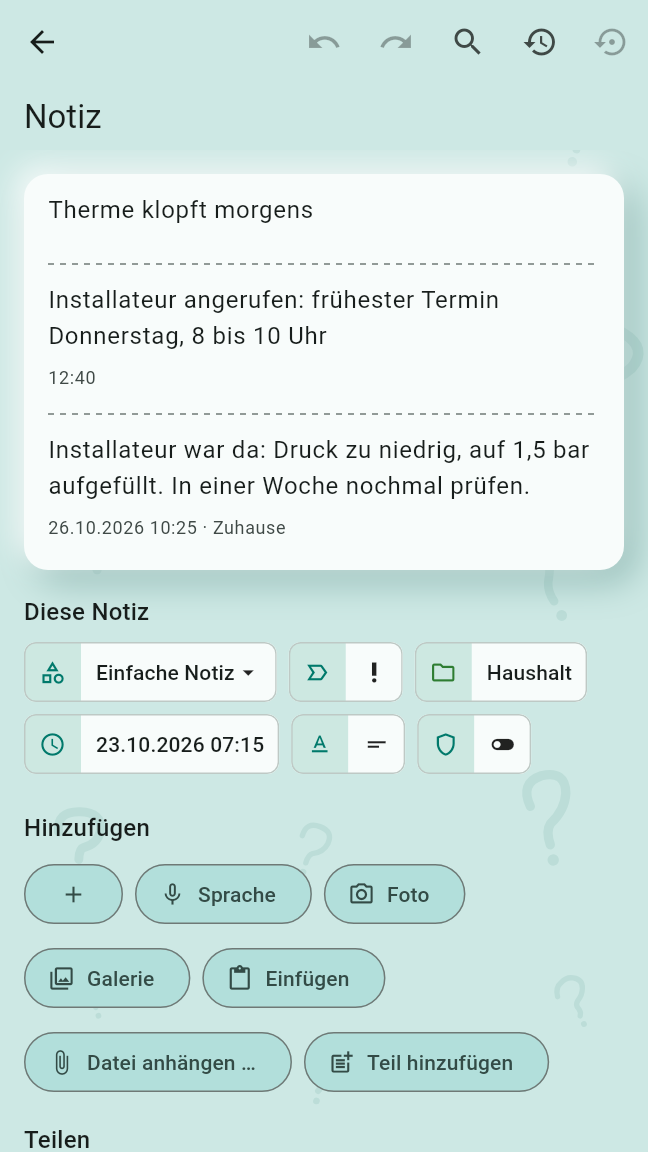 Notiz
Therme klopft morgens
Installateur angerufen: frühester Termin
Donnerstag, 8 bis 10 Uhr
12:40
Installateur war da: Druck zu niedrig, auf 1,5 bar
aufgefüllt. In einer Woche nochmal prüfen.
26.10.2026 10:25 · Zuhause
Diese Notiz
Einfache Notiz
Haushalt
23.10.2026 07:15
Hinzufügen
Sprache
Foto
Galerie
Einfügen
Datei anhängen …
Teil hinzufügen
Teilen